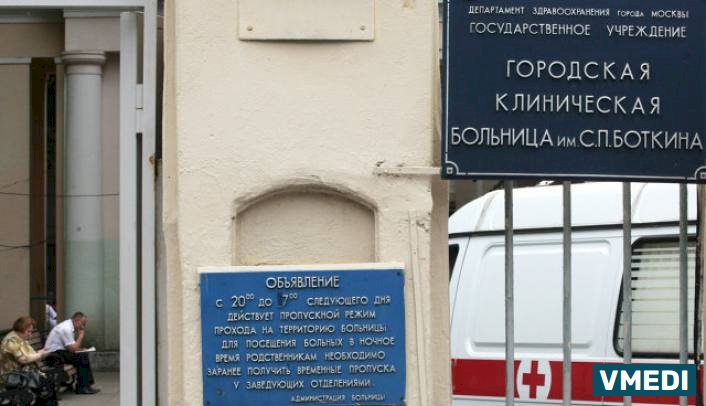 ДЕПАРТАМЕНТ ЗДРАВООХРАНЕНИЯ ГОРОДА МОСКВЫ
ГОСУДАРСТВЕННОЕ УЧРЕЖДЕНИЕ
ГОРОДСКАЯ
КЛИНИЧЕСКАЯ
БОЛЬНИЦА ИМ. С.П. БОТКИНА
ОБЪЯВЛЕНИЕ
С 20⁰⁰ ДО 7⁰⁰ СЛЕДУЮЩЕГО ДНЯ
ДЕЙСТВУЕТ ПРОПУСКНОЙ РЕЖИМ
ПРОХОДА НА ТЕРРИТОРИЮ БОЛЬНИЦЫ
ДЛЯ ПОСЕЩЕНИЯ БОЛЬНЫХ В НОЧНОЕ
ВРЕМЯ РОДСТВЕННИКАМ НЕОБХОДИМО
ЗАРАНЕЕ ПОЛУЧИТЬ ВРЕМЕННЫЕ ПРОПУСКА
У ЗАВЕДУЮЩИХ ОТДЕЛЕНИЯМИ.
АДМИНИСТРАЦИЯ БОЛЬНИЦЫ
VMEDI